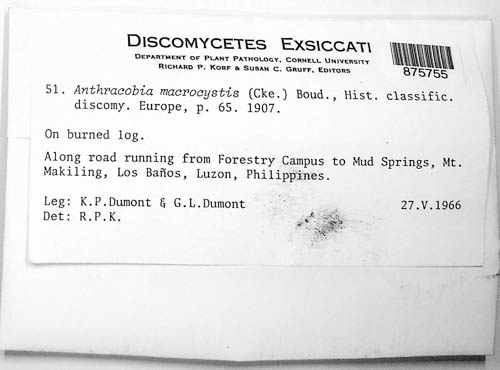 DISCOMYCETES EXSICCATI
DEPARTMENT OF PLANT PATHOLOGY, CORNELL UNIVERSITY
RICHARD P. KORF & SUSAN C. GRUFF, EDITORS
875755
51. Anthracobia macrocystis (Cke.) Boud., Hist. classific.
discomy. Europe, p. 65. 1907.
On burned log.
Along road running from Forestry Campus to Mud Springs, Mt.
Makiling, Los Baños, Luzon, Philippines.
Leg: K.P.Dumont & G.L.Dumont 27.V.1966
Det: R.P.K.